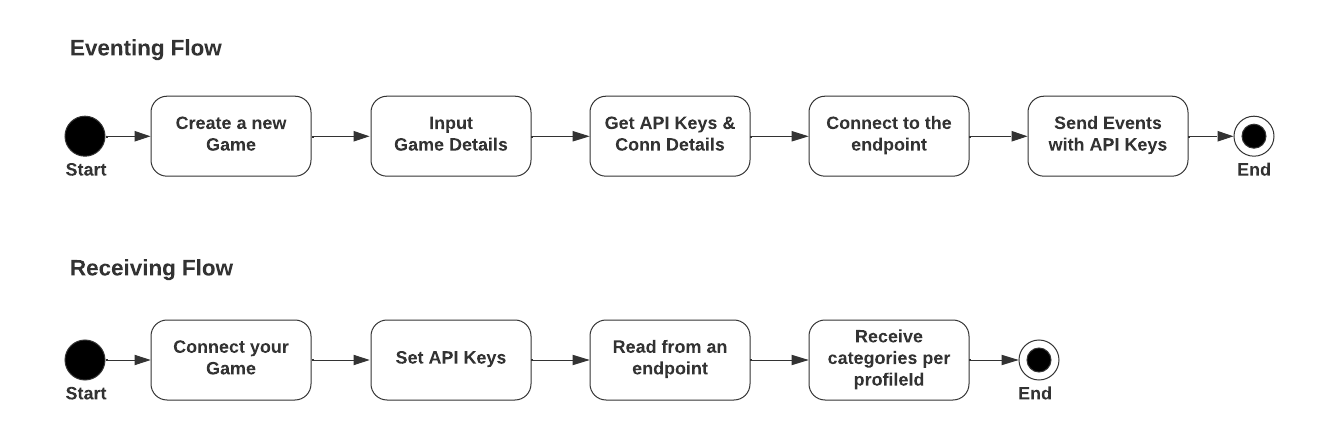 Eventing Flow
Create a new
Game
Input
Game Details
Get API Keys &
Conn Details
Connect to the
endpoint
Send Events
with API Keys
Start
End
Receiving Flow
Connect your
Game
Set API Keys
Read from an
endpoint
Receive
categories per
profileId
Start
End